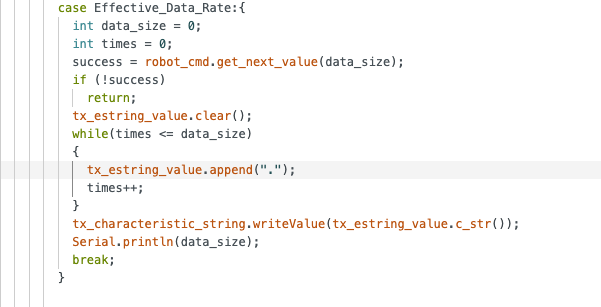 case Effective_Data_Rate:{
int data_size = 0;
int times = 0;
success = robot_cmd.get_next_value(data_size);
if (!success)
return;
tx_estring_value.clear();
while(times <= data_size)
{
tx_estring_value.append(".");
times++;
}
tx_characteristic_string.writeValue(tx_estring_value.c_str());
Serial.println(data_size);
break;
}